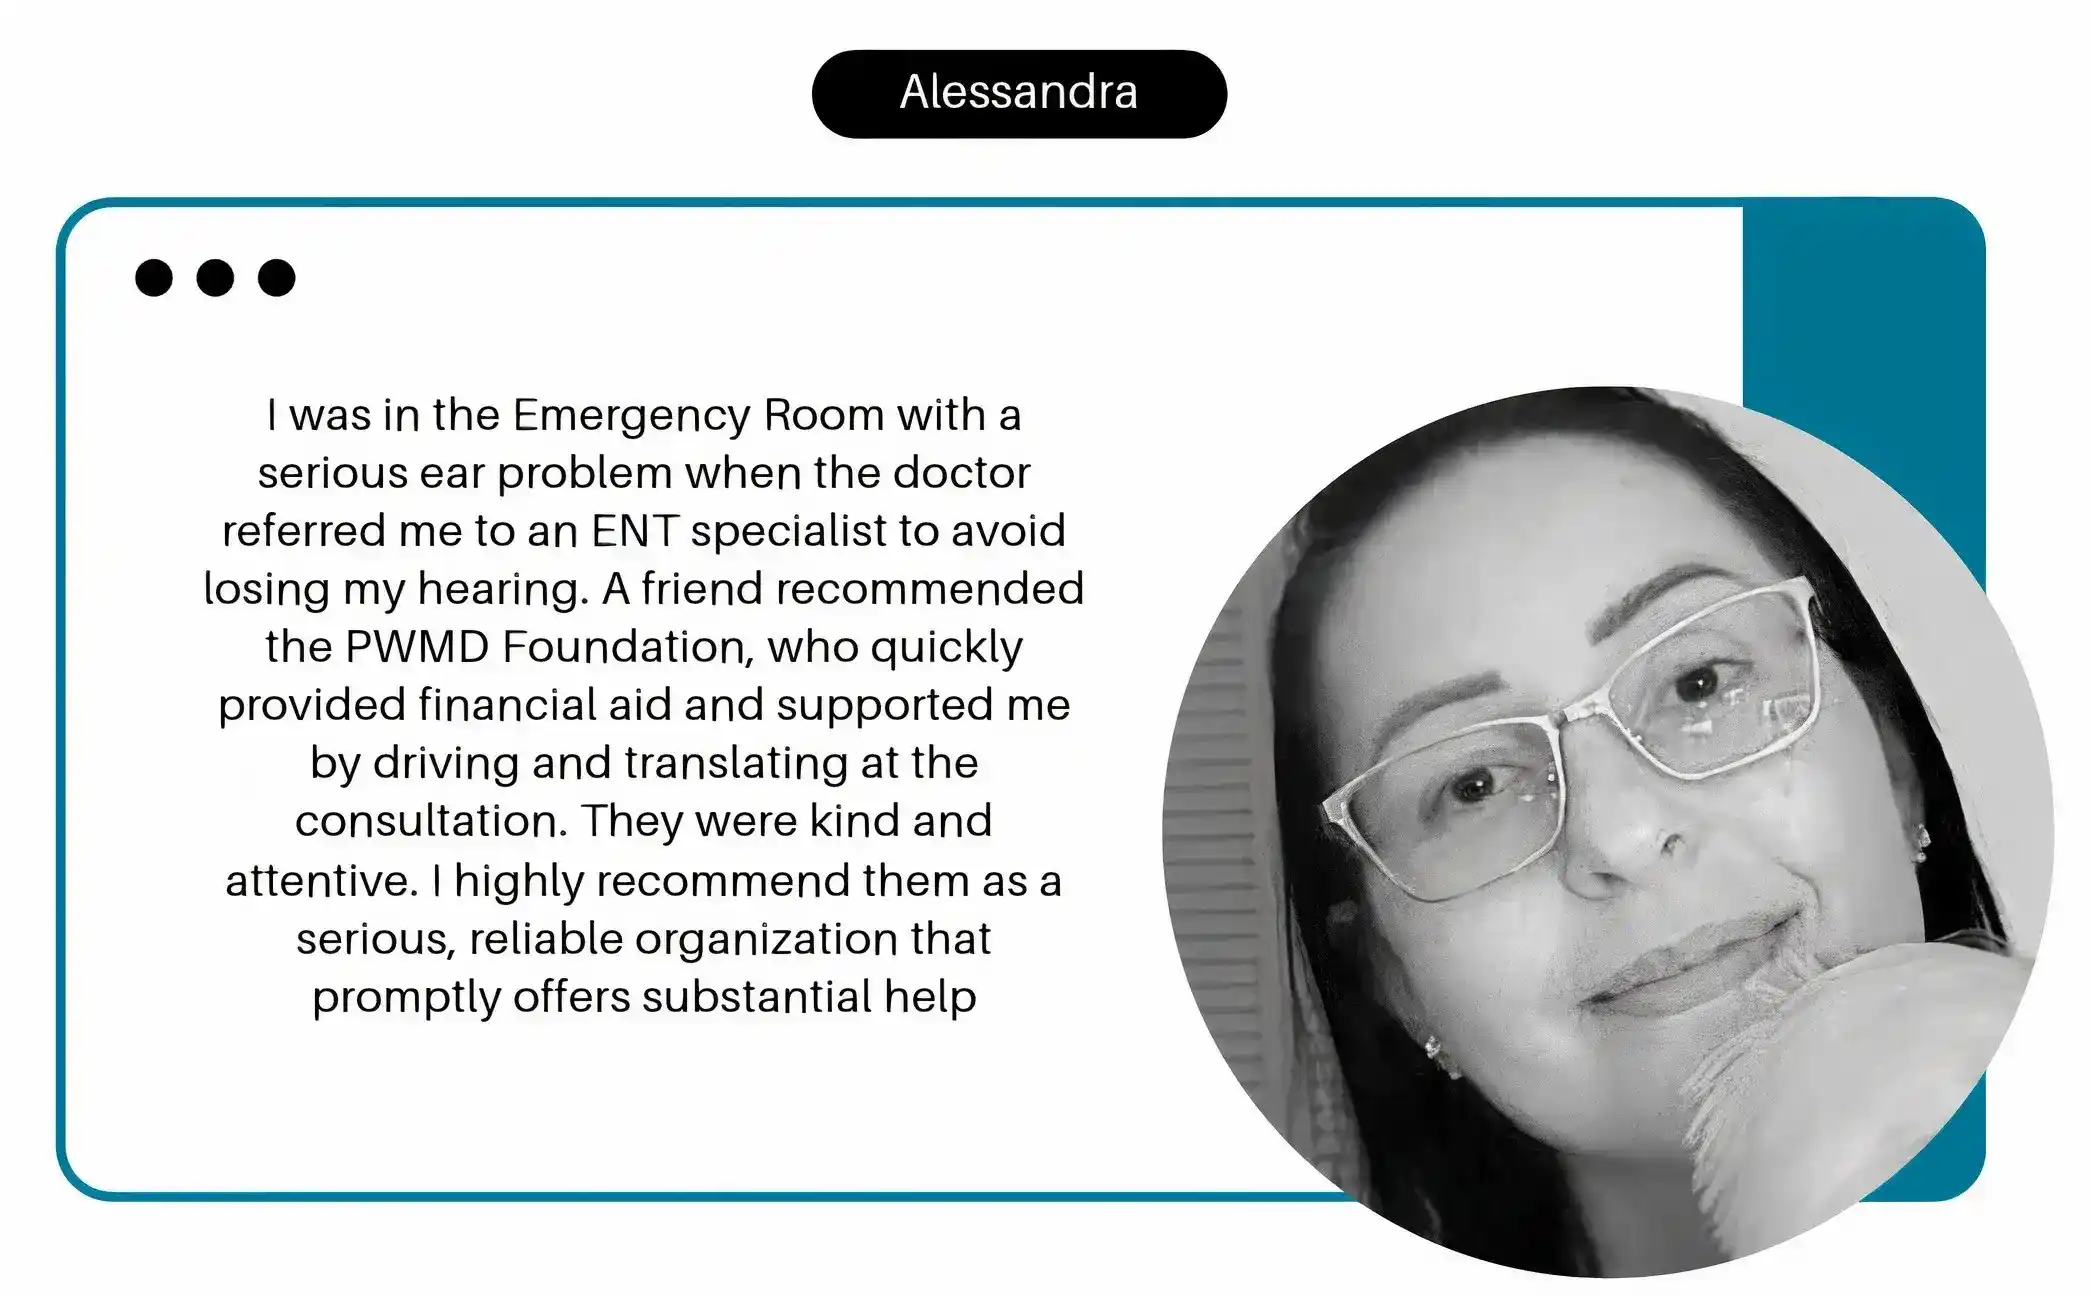 Alessandra
I was in the Emergency Room with a
serious ear problem when the doctor
referred me to an ENT specialist to avoid
losing my hearing. A friend recommended
the PWMD Foundation, who quickly
provided financial aid and supported me
by driving and translating at the
consultation. They were kind and
attentive. I highly recommend them as a
serious, reliable organization that
promptly offers substantial help